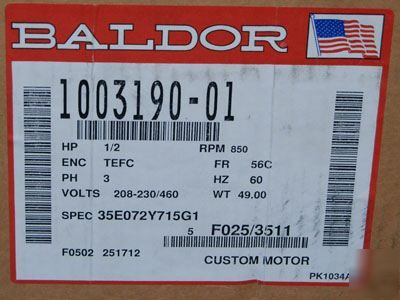 BALDOR
1003190-01
HP 1/2 RPM 850
ENC TEFC FR 56C
PH 3 HZ 60
VOLTS 208-230/460 WT 49.00
SPEC 35E072Y715G1
5 F025/3511
F0502 251712 CUSTOM MOTOR
PK1034A